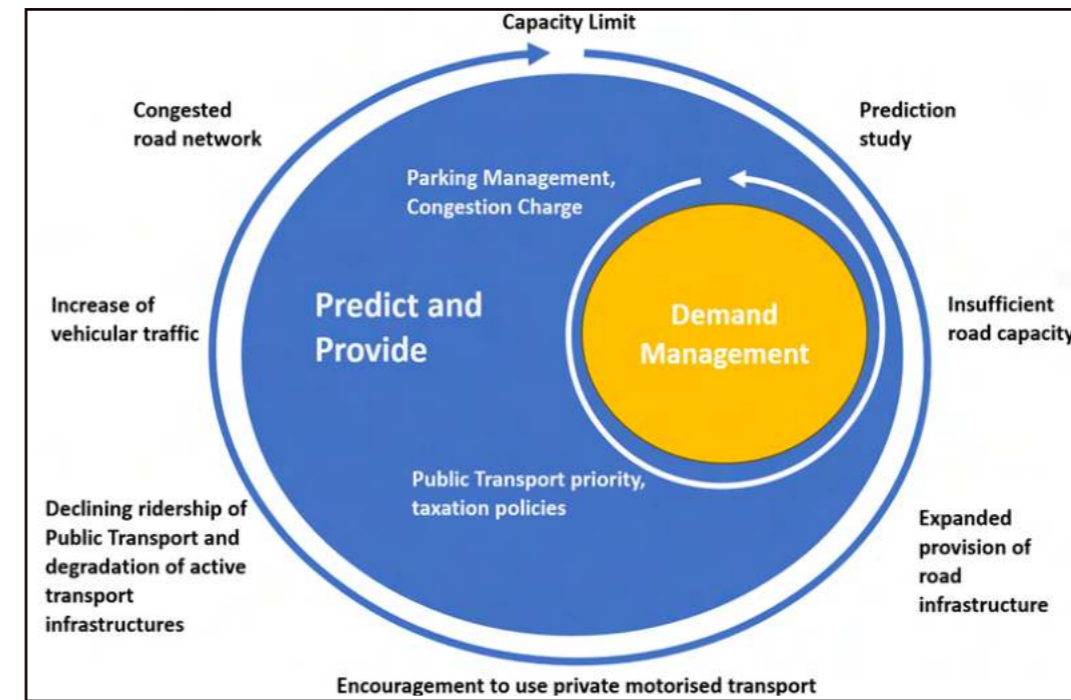 Capacity Limit
Congested
road network
Prediction
study
Parking Management,
Congestion Charge
Increase of
vehicular traffic
Predict and
Provide
Demand
Management
Insufficient
road capacity
Public Transport priority,
taxation policies
Declining ridership of
Public Transport and
degradation of active
transport
infrastructures
Expanded
provision of
road
infrastructure
Encouragement to use private motorised transport